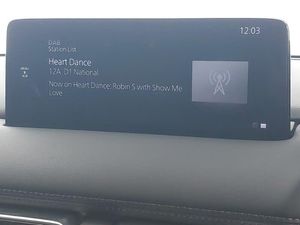 DAB
12:03
Station List
Heart Dance
12A. D1 National
Now on Heart Dance: Robin S with Show Me
Love